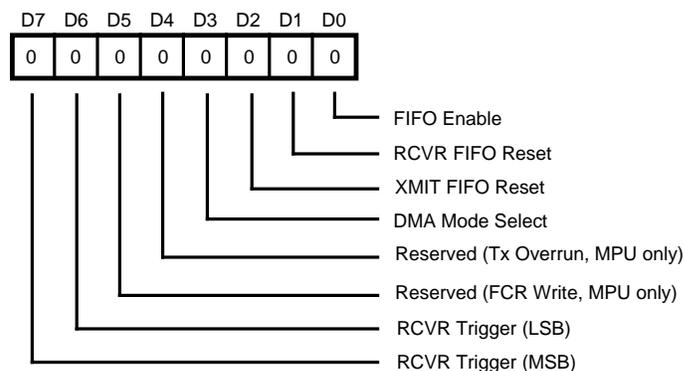 D7 D6 D5 D4 D3 D2 D1 D0
0 0 0 0 0 0 0 0
FIFO Enable
RCVR FIFO Reset
XMIT FIFO Reset
DMA Mode Select
Reserved (Tx Overrun, MPU only)
Reserved (FCR Write, MPU only)
RCVR Trigger (LSB)
RCVR Trigger (MSB)